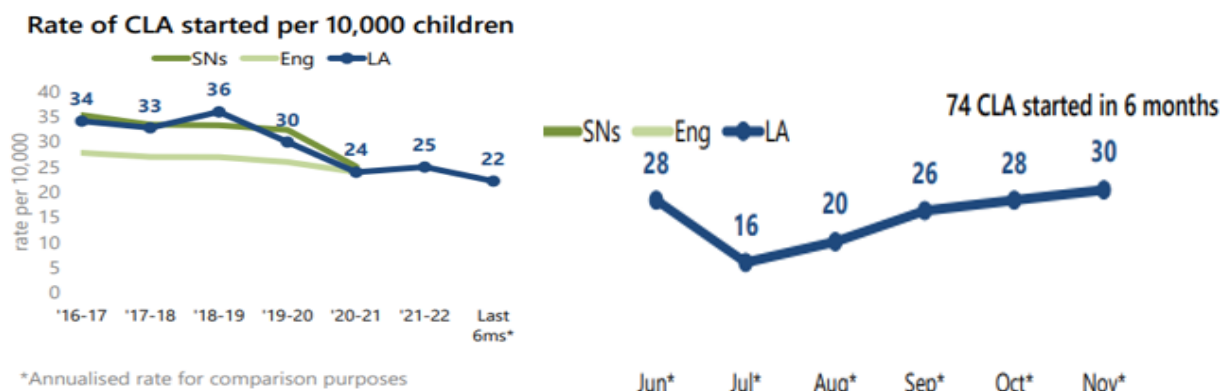 Rate of CLA started per 10,000 children
SNs Eng LA
rate per 10,000
40
35
30
25
20
15
10
5
0
34 33 36 30 24 25 22
'16-17 '17-18 '18-19 '19-20 '20-21 '21-22 Last
6ms*
*Annualised rate for comparison purposes
74 CLA started in 6 months
SNs Eng LA
28 16 20 26 28 30
Jun* Jul* Aug* Sep* Oct* Nov*